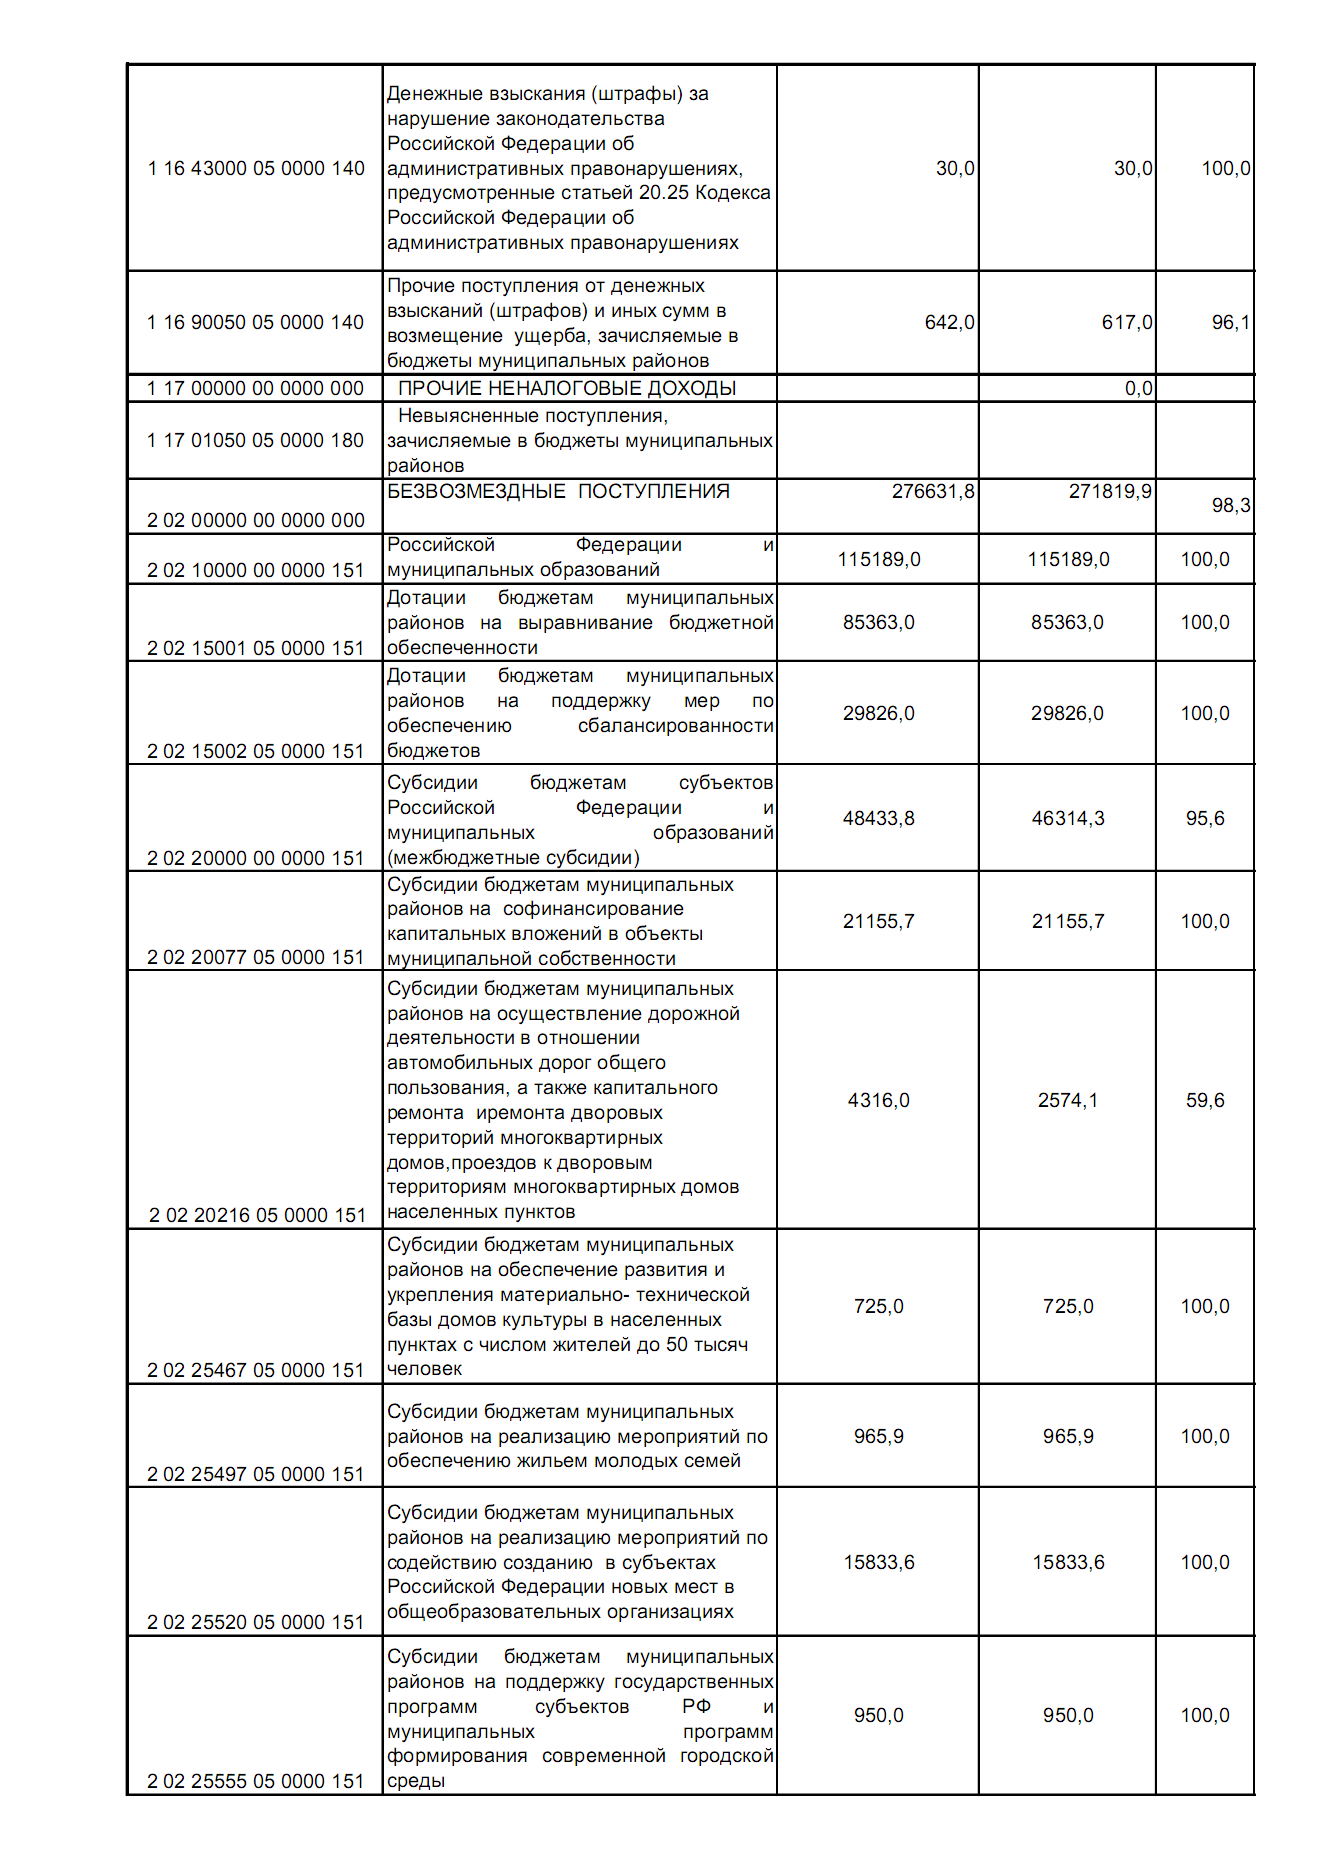 Денежные взыскания (штрафы) за
нарушение законодательства
Российской Федерации об
1 16 43000 05 0000 140 административных правонарушениях, 30,0 30,0 100,0
предусмотренные статьей 20.25 Кодекса
Российской Федерации об
административных правонарушениях
Прочие поступления от денежных
взысканий (штрафов) и иных сумм в
1 16 90050 05 0000 140 возмещение ущерба, зачисляемые в 642,0 617,0 96,1
бюджеты муниципальных районов
1 17 00000 00 0000 000 ПРОЧИЕ НЕНАЛОГОВЫЕ ДОХОДЫ 0,0
Невыясненные поступления,
1 17 01050 05 0000 180 зачисляемые в бюджеты муниципальных
районов
БЕЗВОЗМЕЗДНЫЕ ПОСТУПЛЕНИЯ 276631,8 271819,9 98,3
2 02 00000 00 0000 000
Российской Федерации и
2 02 10000 00 0000 151 муниципальных образований 115189,0 115189,0 100,0
Дотации бюджетам муниципальных
районов на выравнивание бюджетной 85363,0 85363,0 100,0
2 02 15001 05 0000 151 обеспеченности
Дотации бюджетам муниципальных
районов на поддержку мер по
обеспечению сбалансированности 29826,0 29826,0 100,0
2 02 15002 05 0000 151 бюджетов
Субсидии бюджетам субъектов
Российской Федерации и
муниципальных образований 48433,8 46314,3 95,6
2 02 20000 00 0000 151 (межбюджетные субсидии)
Субсидии бюджетам муниципальных
районов на софинансирование
капитальных вложений в объекты 21155,7 21155,7 100,0
2 02 20077 05 0000 151 муниципальной собственности
Субсидии бюджетам муниципальных
районов на осуществление дорожной
деятельности в отношении
автомобильных дорог общего
пользования, а также капитального 4316,0 2574,1 59,6
ремонта иремонта дворовых
территорий многоквартирных
домов,проездов к дворовым
территориям многоквартирных домов
2 02 20216 05 0000 151 населенных пунктов
Субсидии бюджетам муниципальных
районов на обеспечение развития и
укрепления материально- технической
базы домов культуры в населенных 725,0 725,0 100,0
пунктах с числом жителей до 50 тысяч
2 02 25467 05 0000 151 человек
Субсидии бюджетам муниципальных
районов на реализацию мероприятий по 965,9 965,9 100,0
обеспечению жильем молодых семей
2 02 25497 05 0000 151
Субсидии бюджетам муниципальных
районов на реализацию мероприятий по
содействию созданию в субъектах 15833,6 15833,6 100,0
Российской Федерации новых мест в
общеобразовательных организациях
2 02 25520 05 0000 151
Субсидии бюджетам муниципальных
районов на поддержку государственных
программ субъектов РФ и 950,0 950,0 100,0
муниципальных программ
формирования современной городской
2 02 25555 05 0000 151 среды